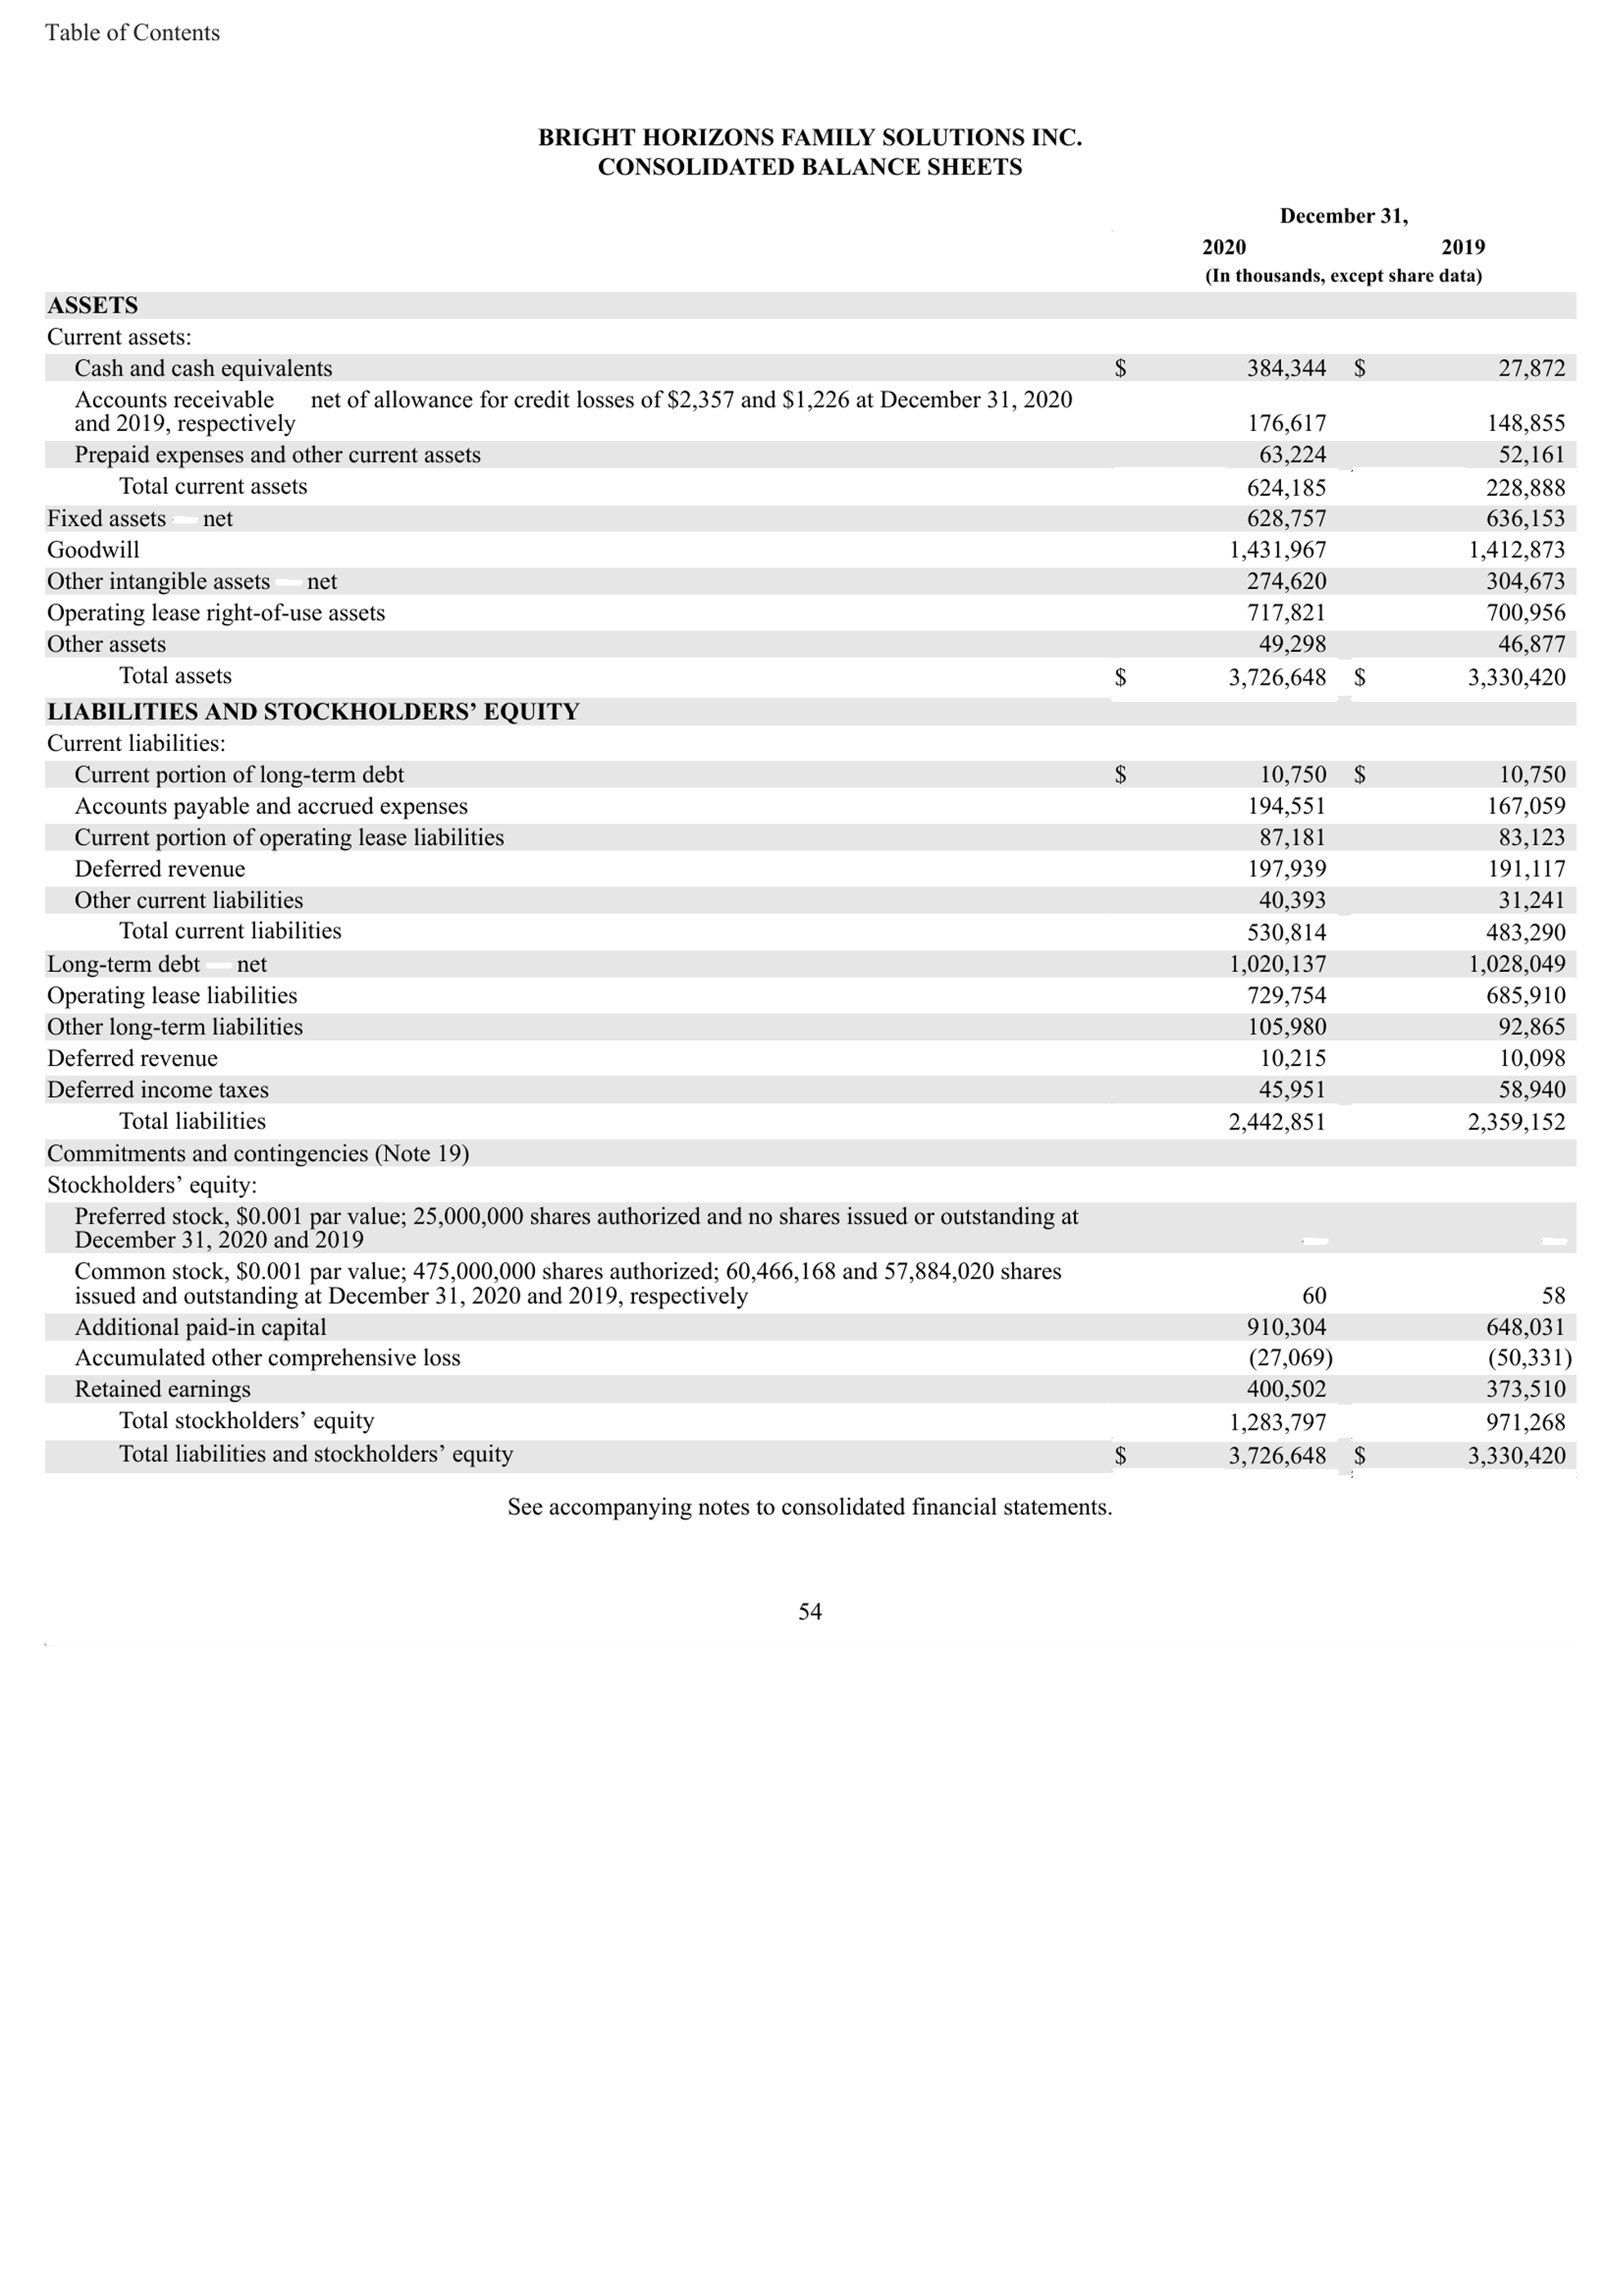 Table of Contents
BRIGHT HORIZONS FAMILY SOLUTIONS INC.
CONSOLIDATED BALANCE SHEETS
December 31,
2020 2019
(In thousands, except share data)
ASSETS
Current assets:
Cash and cash equivalents $ 384,344 $ 27,872
Accounts receivable net of allowance for credit losses of $2,357 and $1,226 at December 31, 2020
and 2019, respectively 176,617 148,855
Prepaid expenses and other current assets 63,224 52,161
Total current assets 624,185 228,888
Fixed assets — net 628,757 636,153
Goodwill 1,431,967 1,412,873
Other intangible assets — net 274,620 304,673
Operating lease right-of-use assets 717,821 700,956
Other assets 49,298 46,877
Total assets $ 3,726,648 $ 3,330,420
LIABILITIES AND STOCKHOLDERS’ EQUITY
Current liabilities:
Current portion of long-term debt $ 10,750 $ 10,750
Accounts payable and accrued expenses 194,551 167,059
Current portion of operating lease liabilities 87,181 83,123
Deferred revenue 197,939 191,117
Other current liabilities 40,393 31,241
Total current liabilities 530,814 483,290
Long-term debt — net 1,020,137 1,028,049
Operating lease liabilities 729,754 685,910
Other long-term liabilities 105,980 92,865
Deferred revenue 10,215 10,098
Deferred income taxes 45,951 58,940
Total liabilities 2,442,851 2,359,152
Commitments and contingencies (Note 19)
Stockholders’ equity:
Preferred stock, $0.001 par value; 25,000,000 shares authorized and no shares issued or outstanding at
December 31, 2020 and 2019 — —
Common stock, $0.001 par value; 475,000,000 shares authorized; 60,466,168 and 57,884,020 shares
issued and outstanding at December 31, 2020 and 2019, respectively 60 58
Additional paid-in capital 910,304 648,031
Accumulated other comprehensive loss (27,069) (50,331)
Retained earnings 400,502 373,510
Total stockholders’ equity 1,283,797 971,268
Total liabilities and stockholders’ equity $ 3,726,648 $ 3,330,420
See accompanying notes to consolidated financial statements.
54